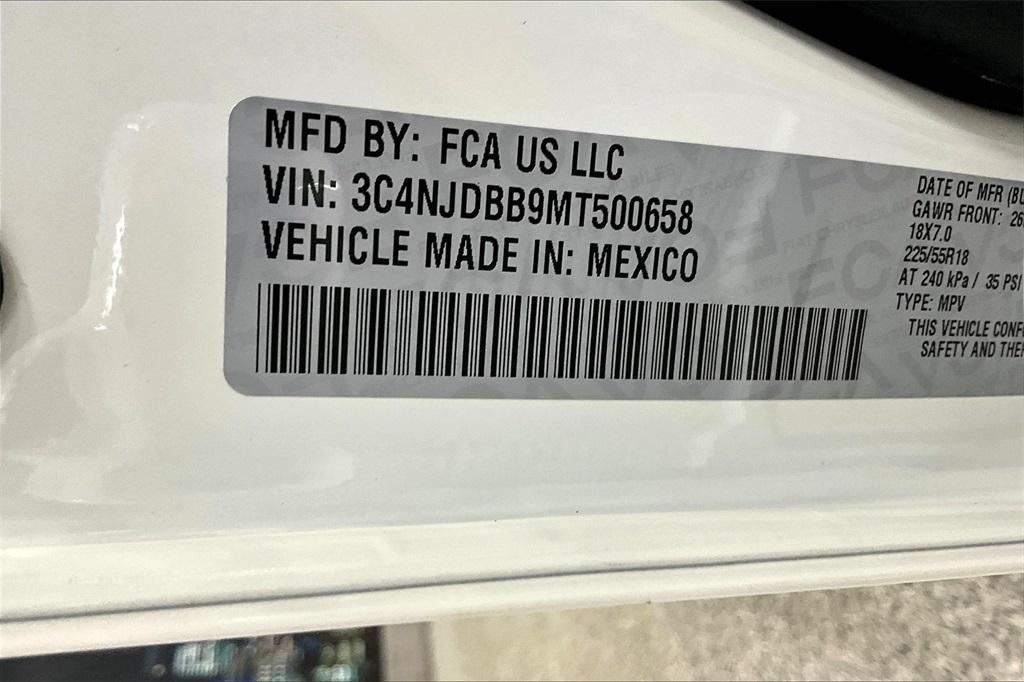 MFD BY: FCA US LLC
VIN: 3C4NJDBB9MT500658
VEHICLE MADE IN: MEXICO
DATE OF MFR
GAWR FRONT:
18X7.0
225/55R18
AT 240 kPa / 35 PSI
TYPE: MPV
THIS VEHICLE
SAFETY AND